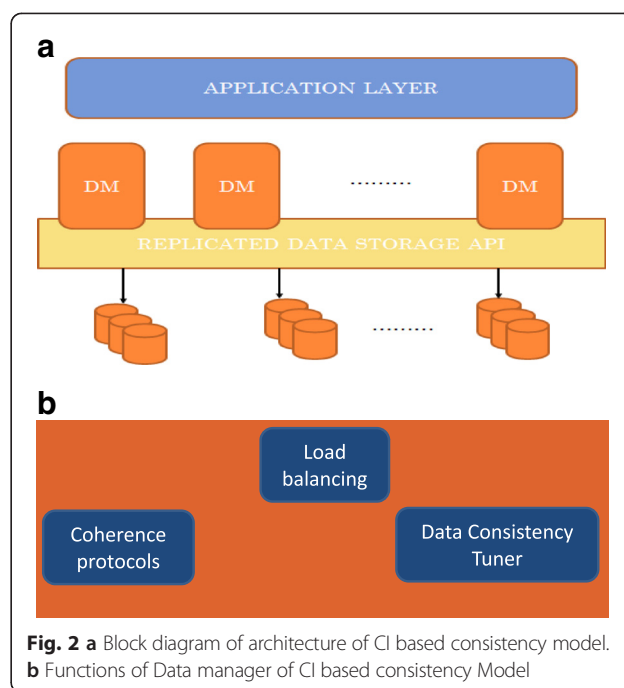 a
APPLICATION LAYER
DM DM ......... DM
REPLICATED DATA STORAGE API
.........
b
Load
balancing
Coherence
protocols
Data Consistency
Tuner
Fig. 2 a Block diagram of architecture of CI based consistency model.
b Functions of Data manager of CI based consistency Model